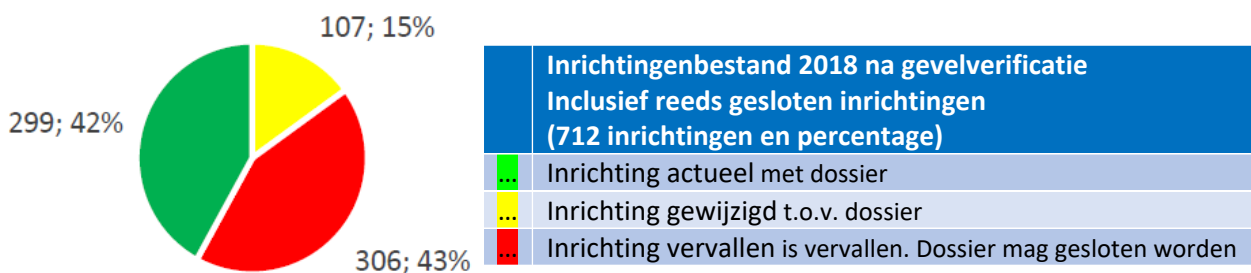 107; 15%
299; 42%
306; 43%
Inrichtingenbestand 2018 na gevelverificatie
Inclusief reeds gesloten inrichtingen
(712 inrichtingen en percentage)
... Inrichting actueel met dossier
... Inrichting gewijzigd t.o.v. dossier
... Inrichting vervallen is vervallen. Dossier mag gesloten worden